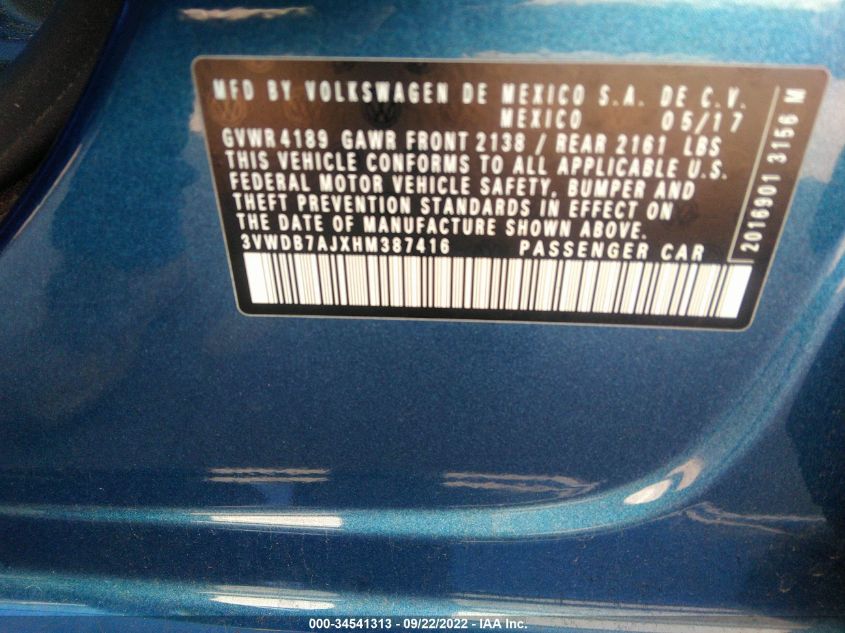 MFD BY VOLKSWAGEN DE MEXICO S.A. DE C.V.
MEXICO 05/17
GVWR 4189 GAWR FRONT 2138 / REAR 2161 LBS
THIS VEHICLE CONFORMS TO ALL APPLICABLE U.S.
FEDERAL MOTOR VEHICLE SAFETY, BUMPER AND
THEFT PREVENTION STANDARDS IN EFFECT ON
THE DATE OF MANUFACTURE SHOWN ABOVE.
3VWDB7AJXHM387416 PASSENGER CAR
2016901 3156 M
000-34541313 - 09/22/2022 - IAA Inc.